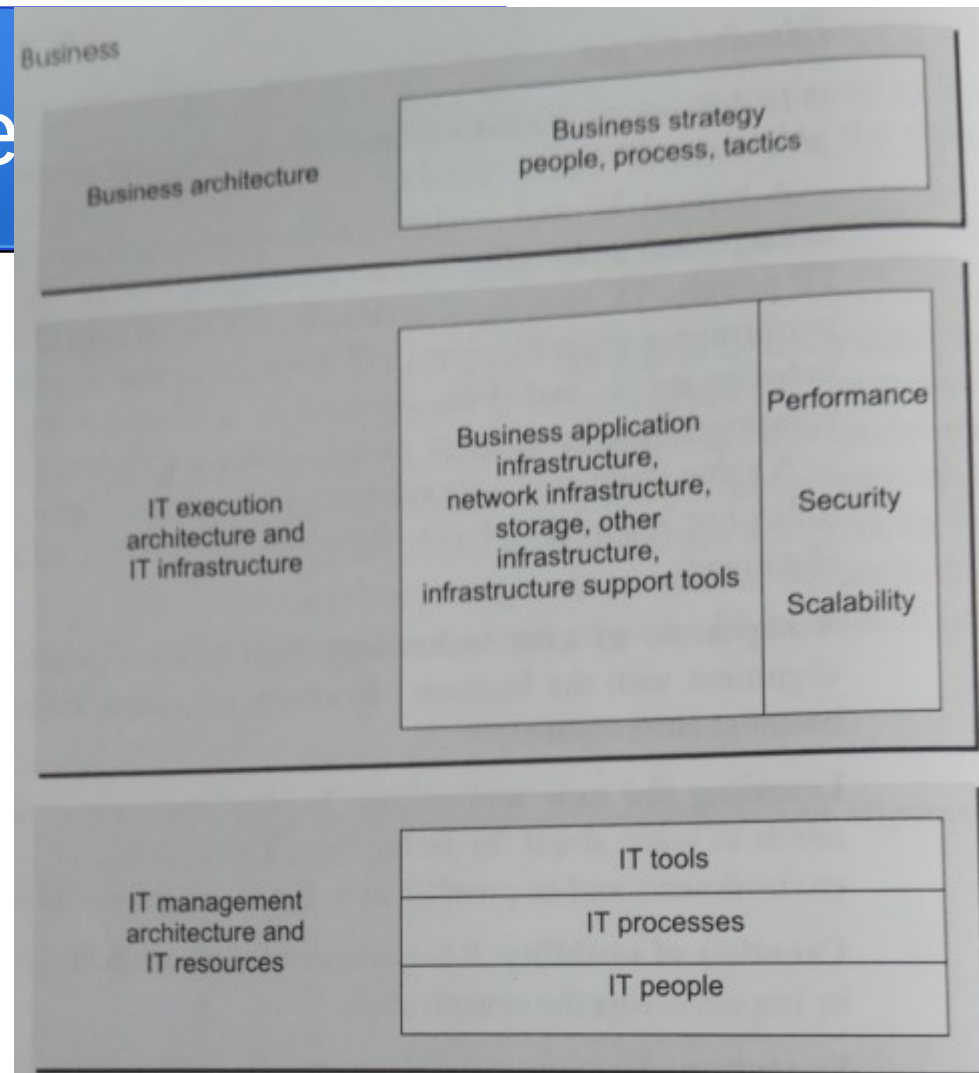 Business
e
Business architecture
Business strategy
people, process, tactics
IT execution
architecture and
IT infrastructure
Business application
infrastructure,
network infrastructure,
storage, other
infrastructure,
infrastructure support tools
Performance
Security
Scalability
IT management
architecture and
IT resources
IT tools
IT processes
IT people